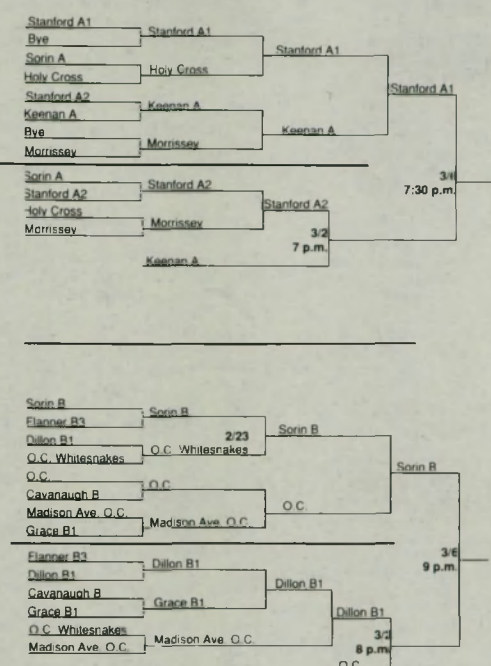 Stanford A1
Bye
Stanford A1
Sorin A
Holy Cross
Holy Cross
Stanford A1
Stanford A2
Keenan A
Keenan A
Bye
Morrissey
Morrissey
Keenan A
Stanford A1
Sorin A
Stanford A2
Stanford A2
Holy Cross
Morrissey
Morrissey
Stanford A2
Keenan A
3/2
7 p.m.
7:30 p.m.
Sorin B
Flanner B3
Sorin B
Dillon B1
O.C. Whitesnakes
O.C. Whitesnakes
2/23
Sorin B
O.C.
Cavanaugh B
O.C.
Madison Ave. O.C.
Grace B1
Madison Ave. O.C.
O.C.
Sorin B
Flanner B3
Dillon B1
Dillon B1
Cavanaugh B
Grace B1
Grace B1
Dillon B1
O.C. Whitesnakes
Madison Ave. O.C.
Madison Ave. O.C.
Dillon B1
8 p.m.
O.C.
3/6
9 p.m.